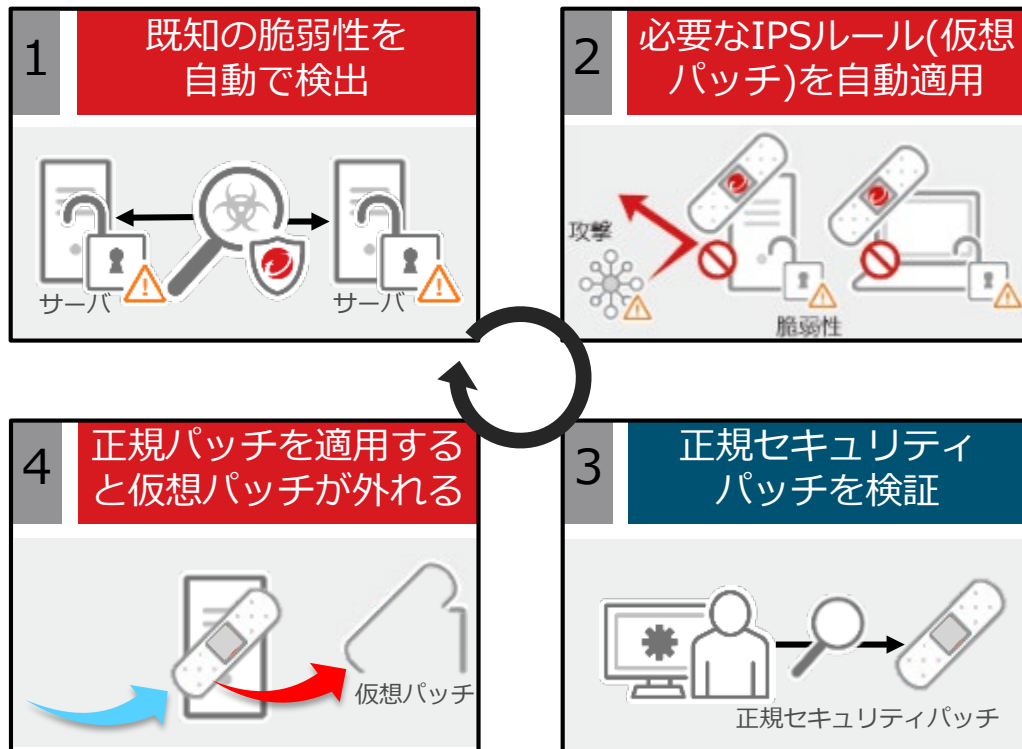 1
既知の脆弱性を
自動で検出
サーバ
サーバ
2
必要なIPSルール(仮想
パッチ)を自動適用
攻撃
脆弱性
4
正規パッチを適用する
と仮想パッチが外れる
仮想パッチ
3
正規セキュリティ
パッチを検証
正規セキュリティパッチ